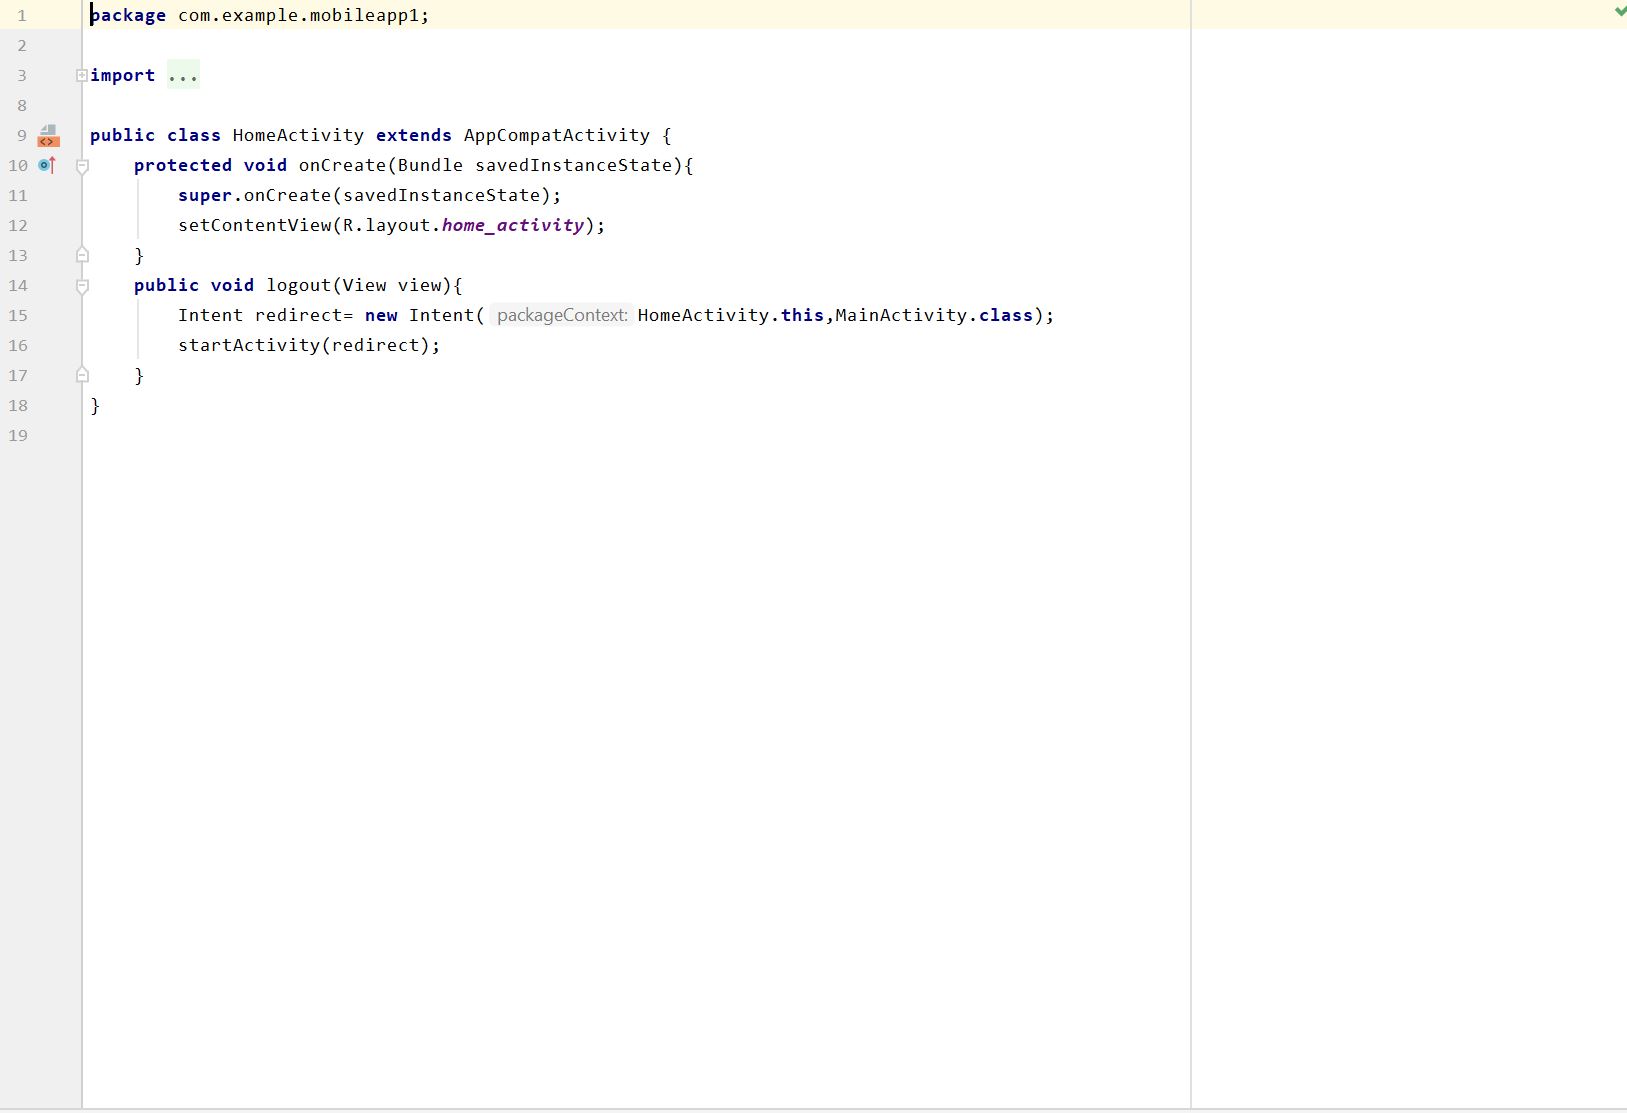 1 package com.example.mobileapp1;
2
3 import ...
8
9 public class HomeActivity extends AppCompatActivity {
10     protected void onCreate(Bundle savedInstanceState){
11         super.onCreate(savedInstanceState);
12         setContentView(R.layout.home_activity);
13     }
14     public void logout(View view){
15         Intent redirect= new Intent( packageContext: HomeActivity.this,MainActivity.class);
16         startActivity(redirect);
17     }
18 }
19